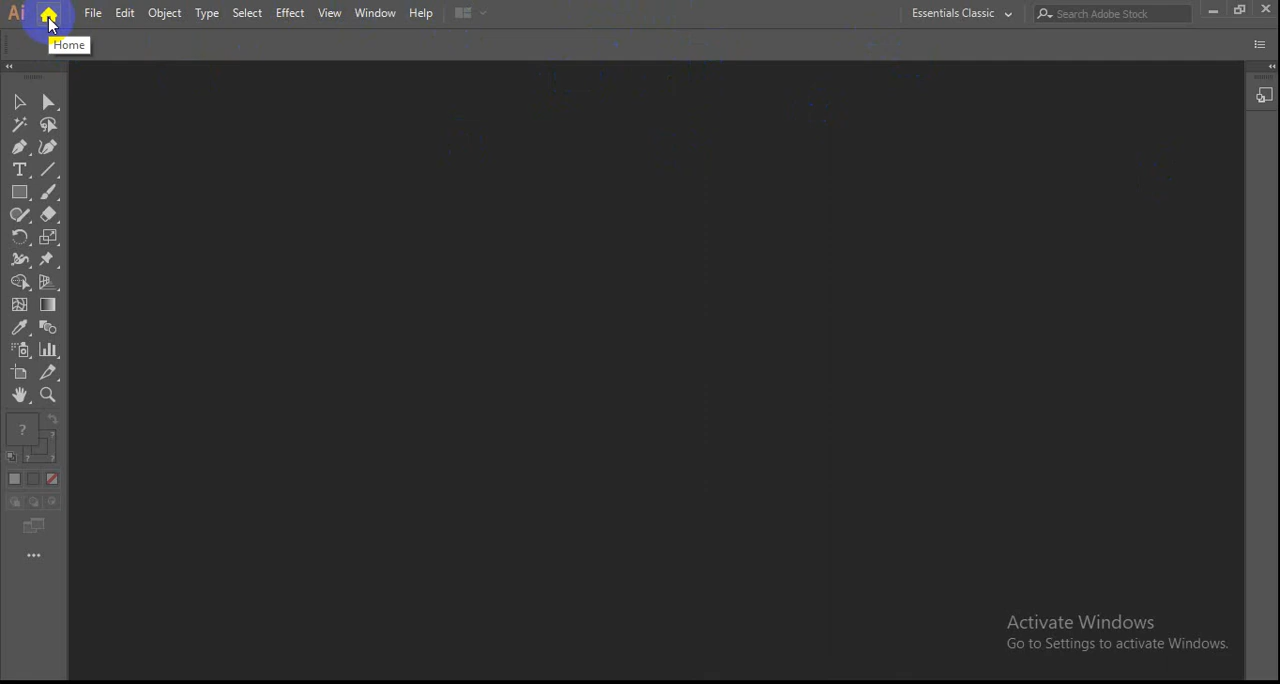 Ai File Edit Object Type Select Effect View Window Help Essentials Classic Search Adobe Stock
Home
T
?
? ?
?
Activate Windows
Go to Settings to activate Windows.